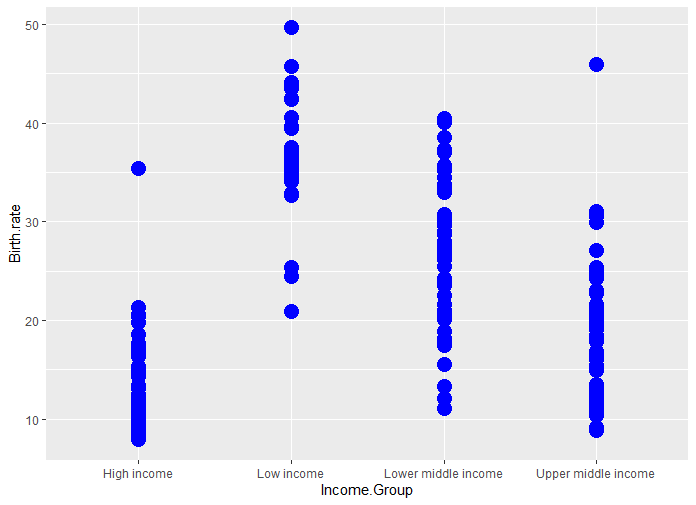 50
40
30
20
10
Birth.rate
High income
Low income
Lower middle income
Upper middle income
Income.Group